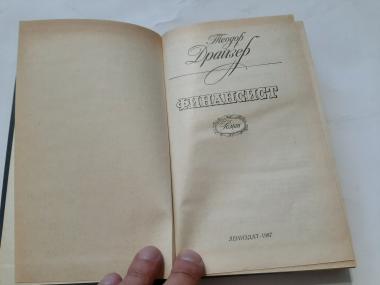 Теодор
Драйзер
ФИНАНСИСТ
Роман
ЛЕНИЗДАТ·1987